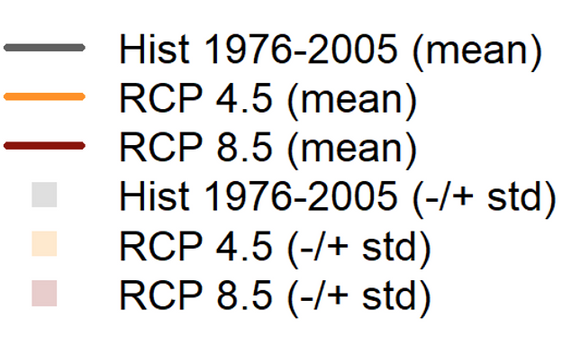 Hist 1976-2005 (mean)
RCP 4.5 (mean)
RCP 8.5 (mean)
Hist 1976-2005 (-/+ std)
RCP 4.5 (-/+ std)
RCP 8.5 (-/+ std)